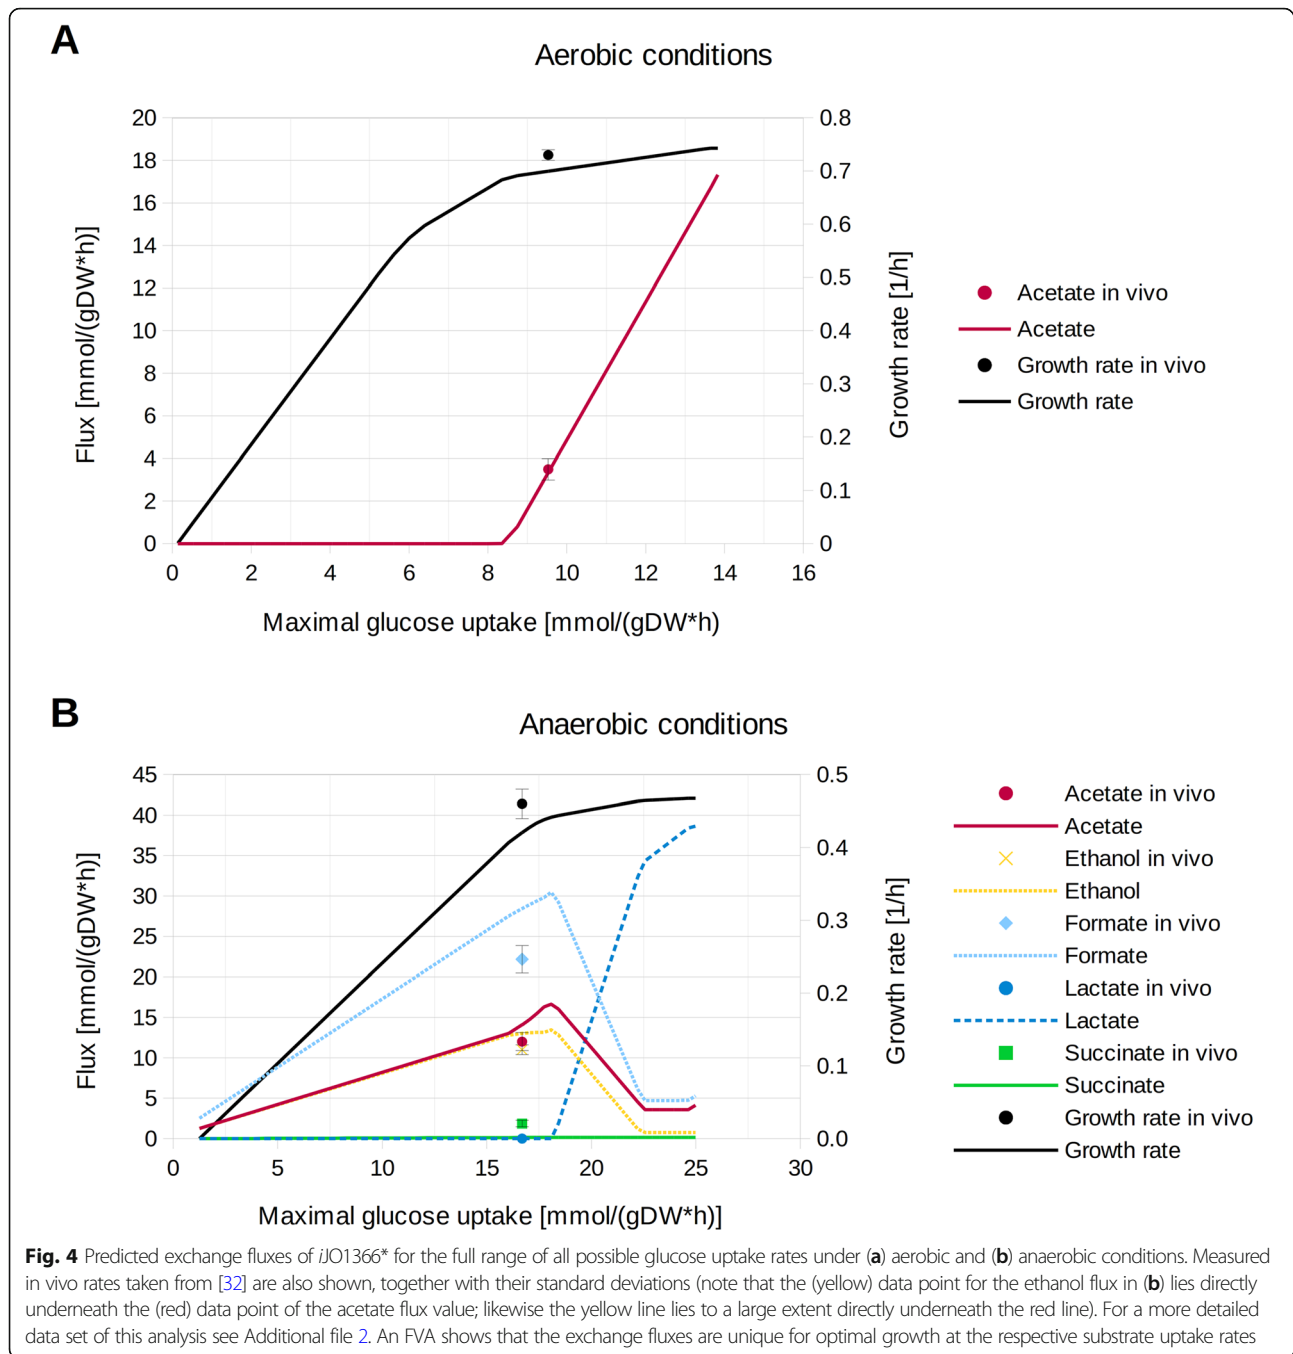 A
Aerobic conditions
20
18
16
14
12
10
8
6
4
2
0
0.8
0.7
0.6
0.5
0.4
0.3
0.2
0.1
0
0 2 4 6 8 10 12 14 16
Flux [mmol/(gDW*h)]
Growth rate [1/h]
Maximal glucose uptake [mmol/(gDW*h)
Acetate in vivo
Acetate
Growth rate in vivo
Growth rate
B
Anaerobic conditions
45
40
35
30
25
20
15
10
5
0
0.5
0.4
0.3
0.2
0.1
0.0
0 5 10 15 20 25 30
Flux [mmol/(gDW*h)]
Growth rate [1/h]
Maximal glucose uptake [mmol/(gDW*h)]
Acetate in vivo
Acetate
Ethanol in vivo
Ethanol
Formate in vivo
Formate
Lactate in vivo
Lactate
Succinate in vivo
Succinate
Growth rate in vivo
Growth rate
Fig. 4 Predicted exchange fluxes of iJO1366* for the full range of all possible glucose uptake rates under (a) aerobic and (b) anaerobic conditions. Measured
in vivo rates taken from [32] are also shown, together with their standard deviations (note that the (yellow) data point for the ethanol flux in (b) lies directly
underneath the (red) data point of the acetate flux value; likewise the yellow line lies to a large extent directly underneath the red line). For a more detailed
data set of this analysis see Additional file 2. An FVA shows that the exchange fluxes are unique for optimal growth at the respective substrate uptake rates